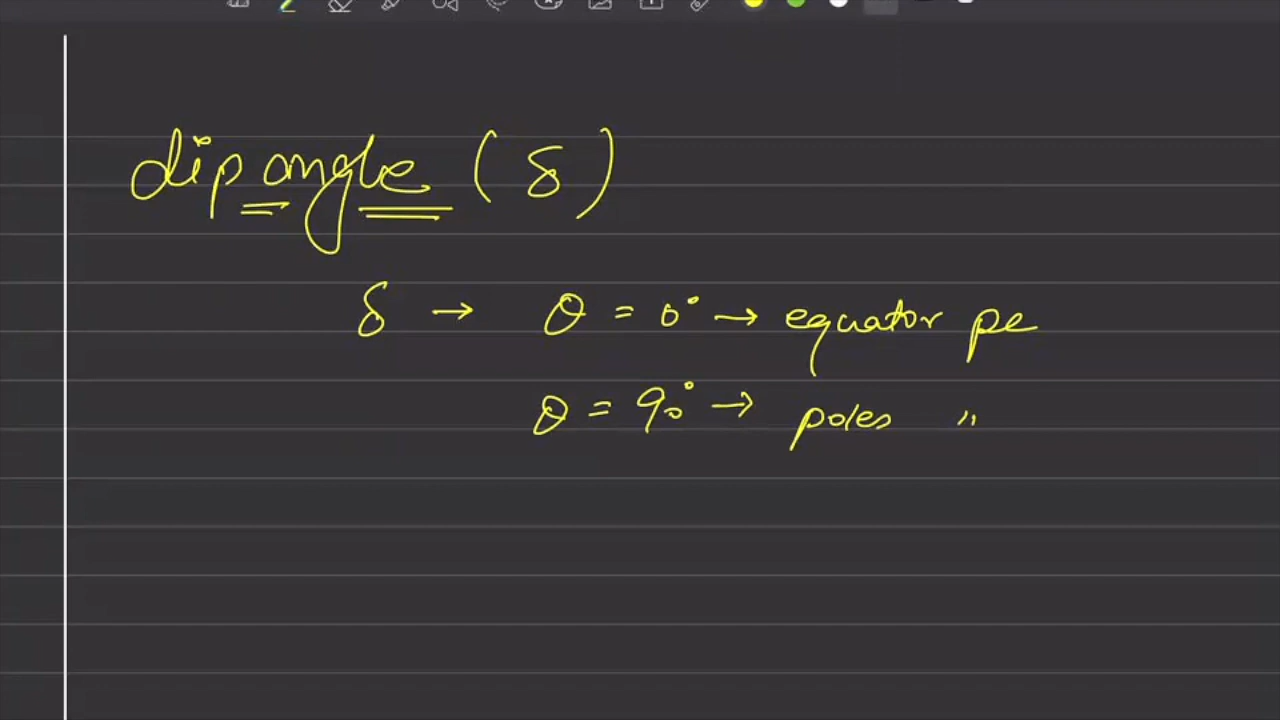 dip angle (δ)
δ → θ = 0° → equator pe
θ = 90° → poles "